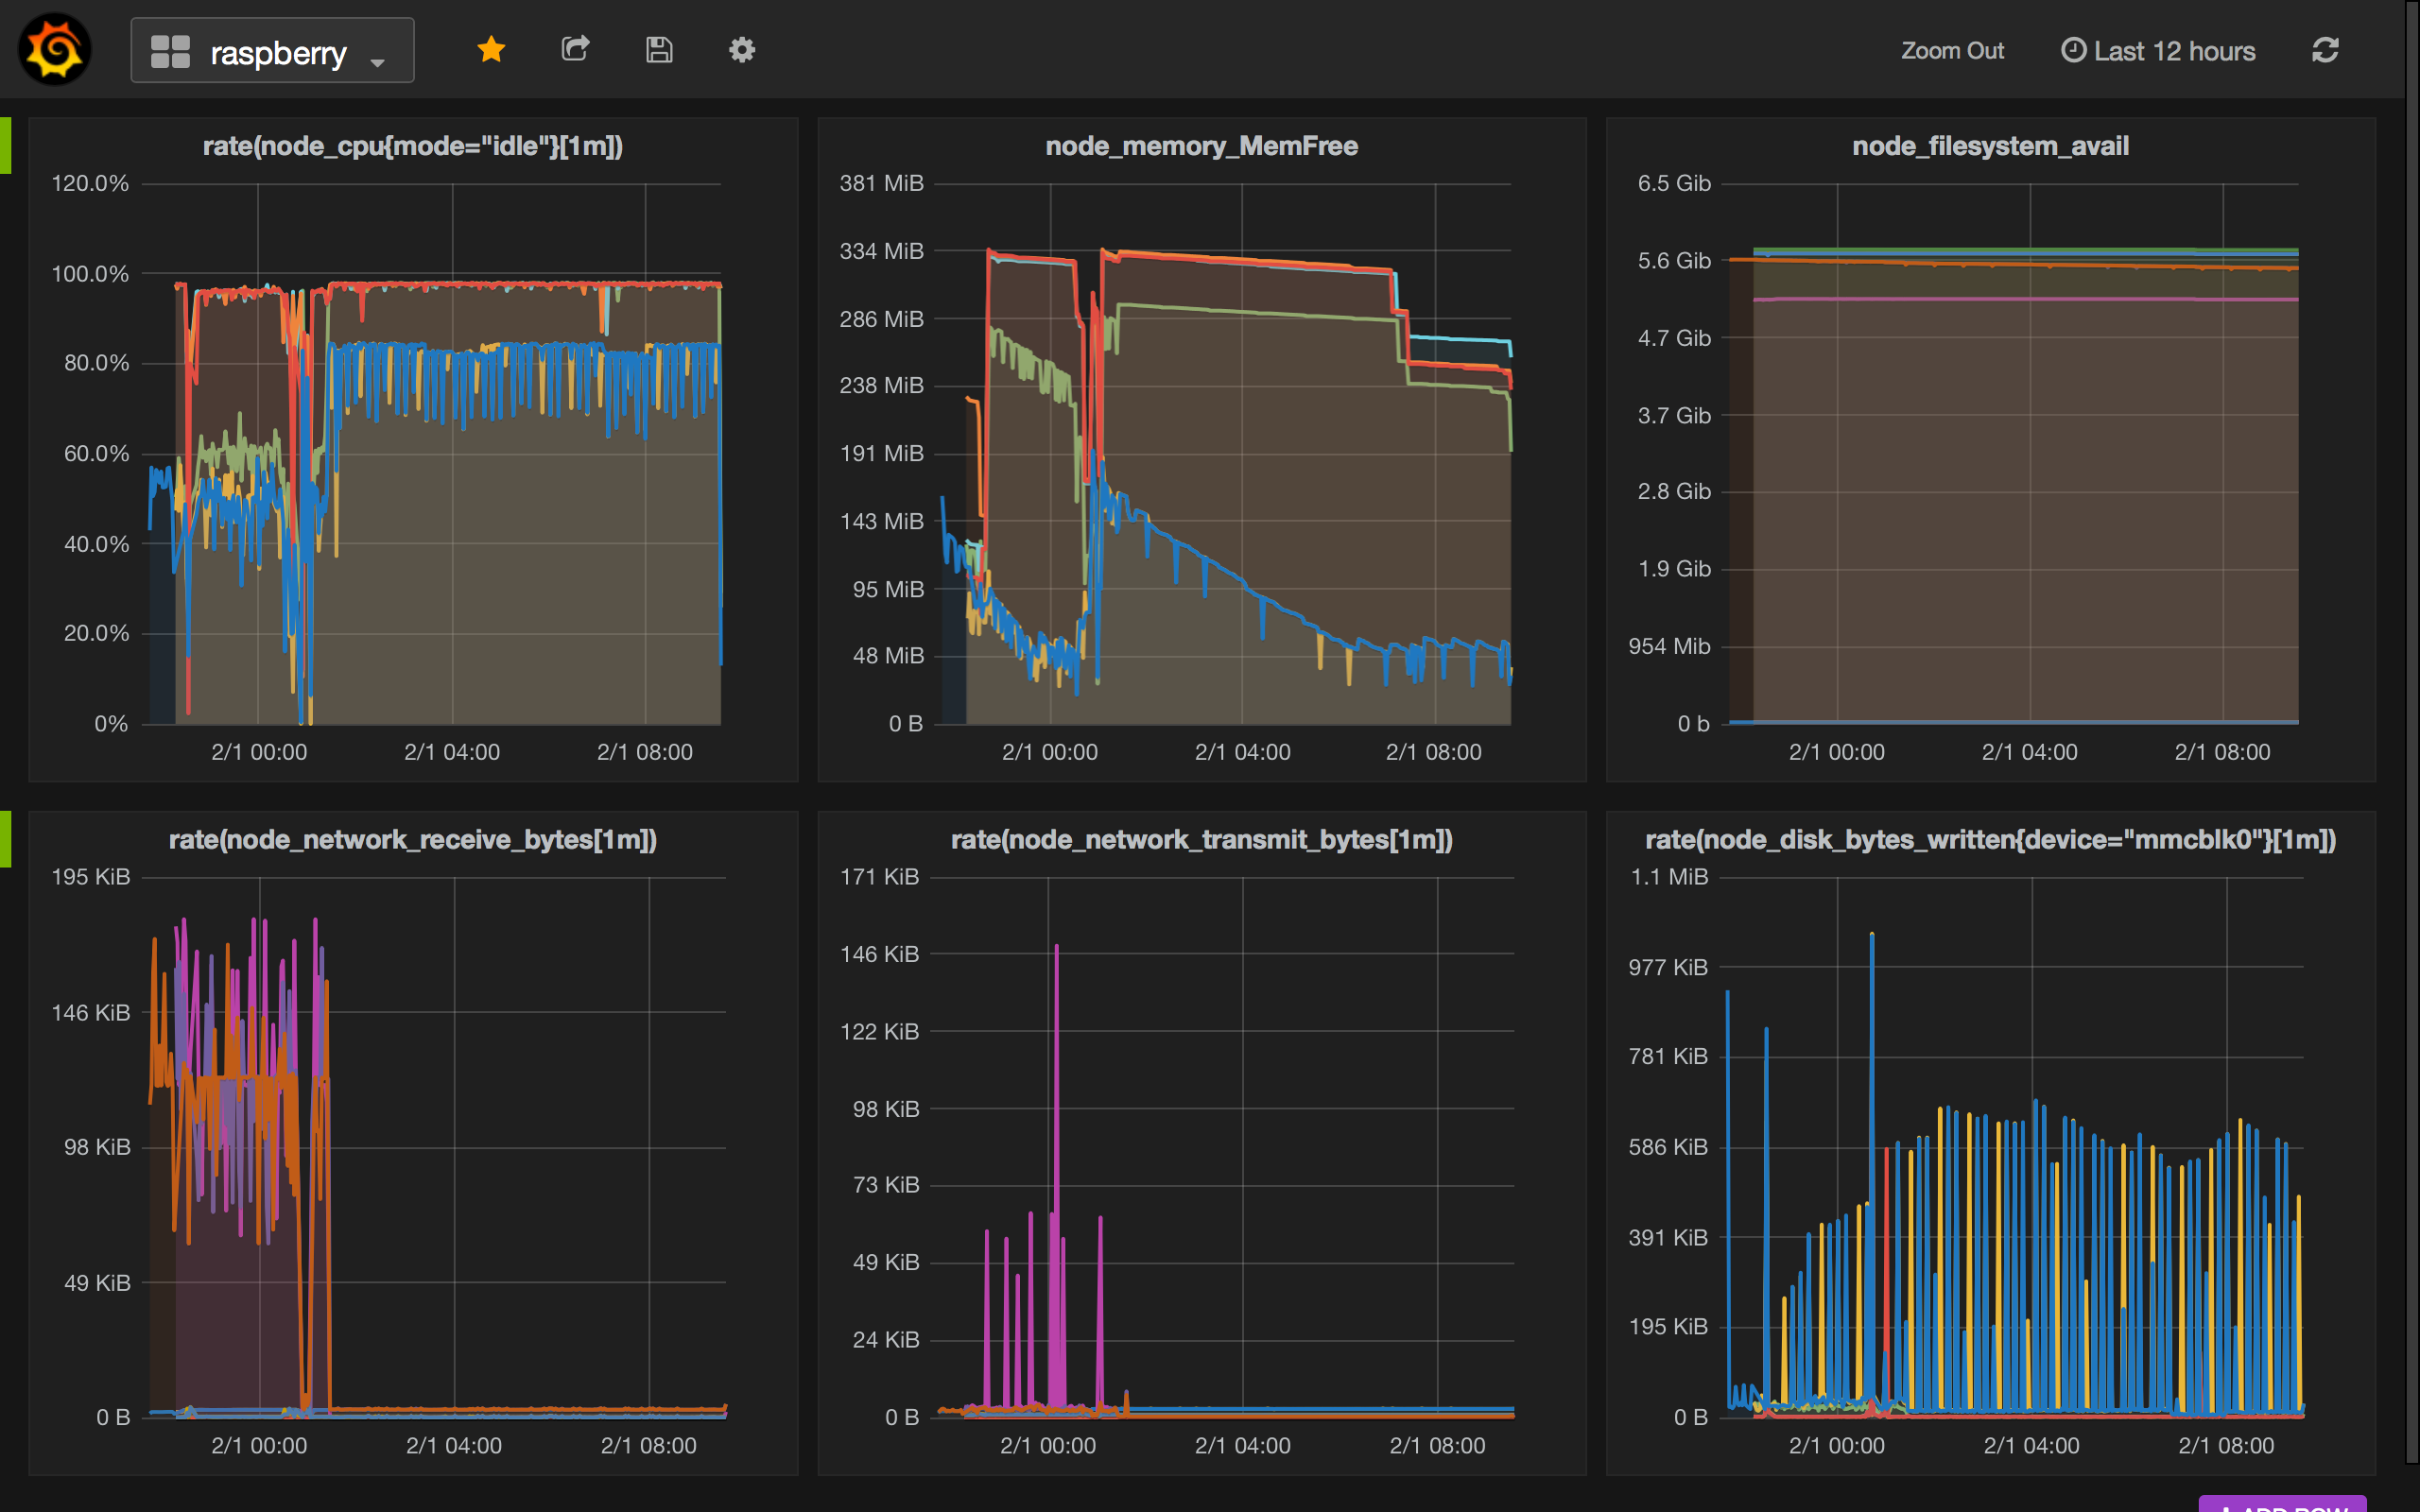 raspberry
Zoom Out
Last 12 hours
rate(node_cpu{mode="idle"}[1m])
120.0%
100.0%
80.0%
60.0%
40.0%
20.0%
0%
2/1 00:00 2/1 04:00 2/1 08:00
node_memory_MemFree
381 MiB
334 MiB
286 MiB
238 MiB
191 MiB
143 MiB
95 MiB
48 MiB
0 B
2/1 00:00 2/1 04:00 2/1 08:00
node_filesystem_avail
6.5 Gib
5.6 Gib
4.7 Gib
3.7 Gib
2.8 Gib
1.9 Gib
954 Mib
0 b
2/1 00:00 2/1 04:00 2/1 08:00
rate(node_network_receive_bytes[1m])
195 KiB
146 KiB
98 KiB
49 KiB
0 B
2/1 00:00 2/1 04:00 2/1 08:00
rate(node_network_transmit_bytes[1m])
171 KiB
146 KiB
122 KiB
98 KiB
73 KiB
49 KiB
24 KiB
0 B
2/1 00:00 2/1 04:00 2/1 08:00
rate(node_disk_bytes_written{device="mmcblk0"}[1m])
1.1 MiB
977 KiB
781 KiB
586 KiB
391 KiB
195 KiB
0 B
2/1 00:00 2/1 04:00 2/1 08:00
ADD ROW